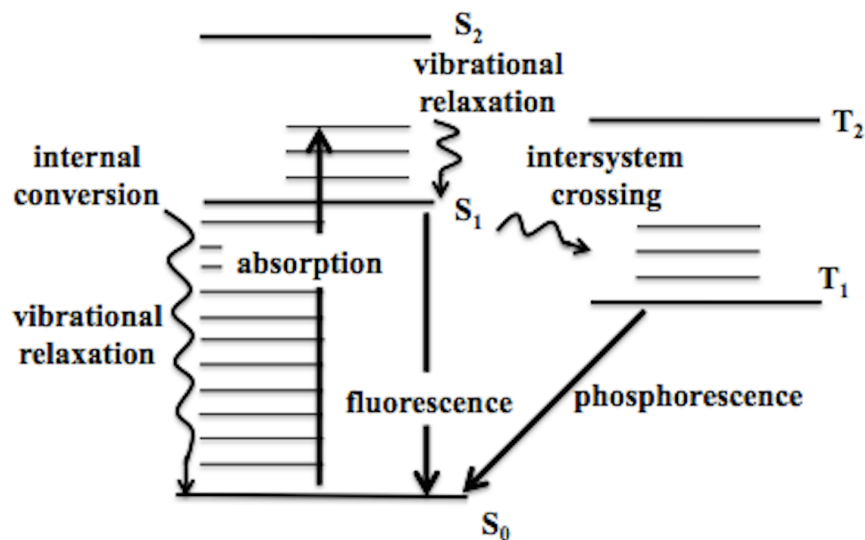 S₂
vibrational
relaxation
T₂
internal
conversion
intersystem
crossing
S₁
absorption
T₁
vibrational
relaxation
fluorescence
phosphorescence
S₀